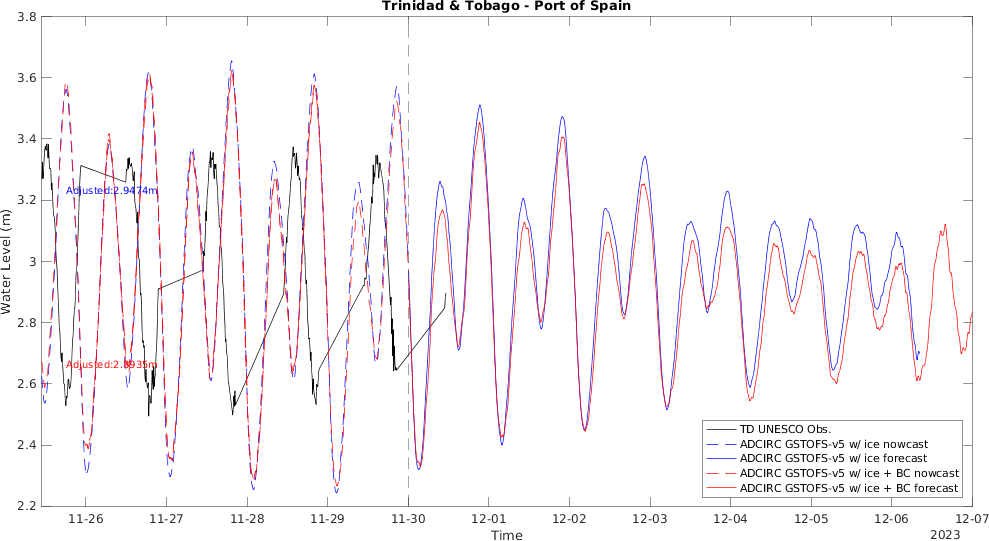 Trinidad & Tobago - Port of Spain
3.8
3.6
3.4
3.2
3
2.8
2.6
2.4
2.2
Water Level (m)
Adjusted:2.9474m
Adjusted:2.8935m
TD UNESCO Obs.
ADCIRC GSTOFS-v5 w/ ice nowcast
ADCIRC GSTOFS-v5 w/ ice forecast
ADCIRC GSTOFS-v5 w/ ice + BC nowcast
ADCIRC GSTOFS-v5 w/ ice + BC forecast
11-26 11-27 11-28 11-29 11-30 12-01 12-02 12-03 12-04 12-05 12-06 12-07
Time
2023